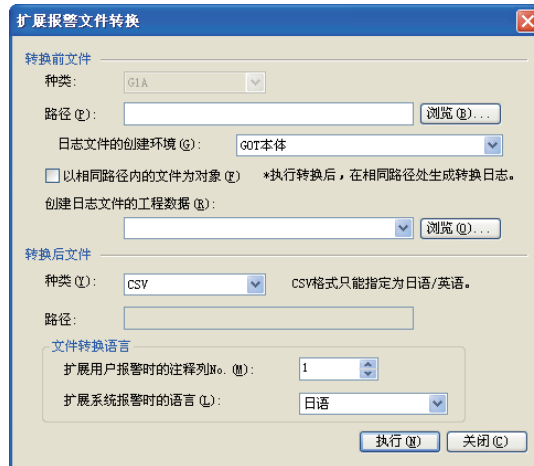 扩展报警文件转换
转换前文件
种类: G1A
路径(P): 浏览(B)...
日志文件的创建环境(G): GOT本体
以相同路径内的文件为对象(F) *执行转换后，在相同路径处生成转换日志。
创建日志文件的工程数据(R):
浏览(O)...
转换后文件
种类(Y): CSV CSV格式只能指定为日语/英语。
路径:
文件转换语言
扩展用户报警时的注释列No.(M): 1
扩展系统报警时的语言(L): 日语
执行(N) 关闭(C)